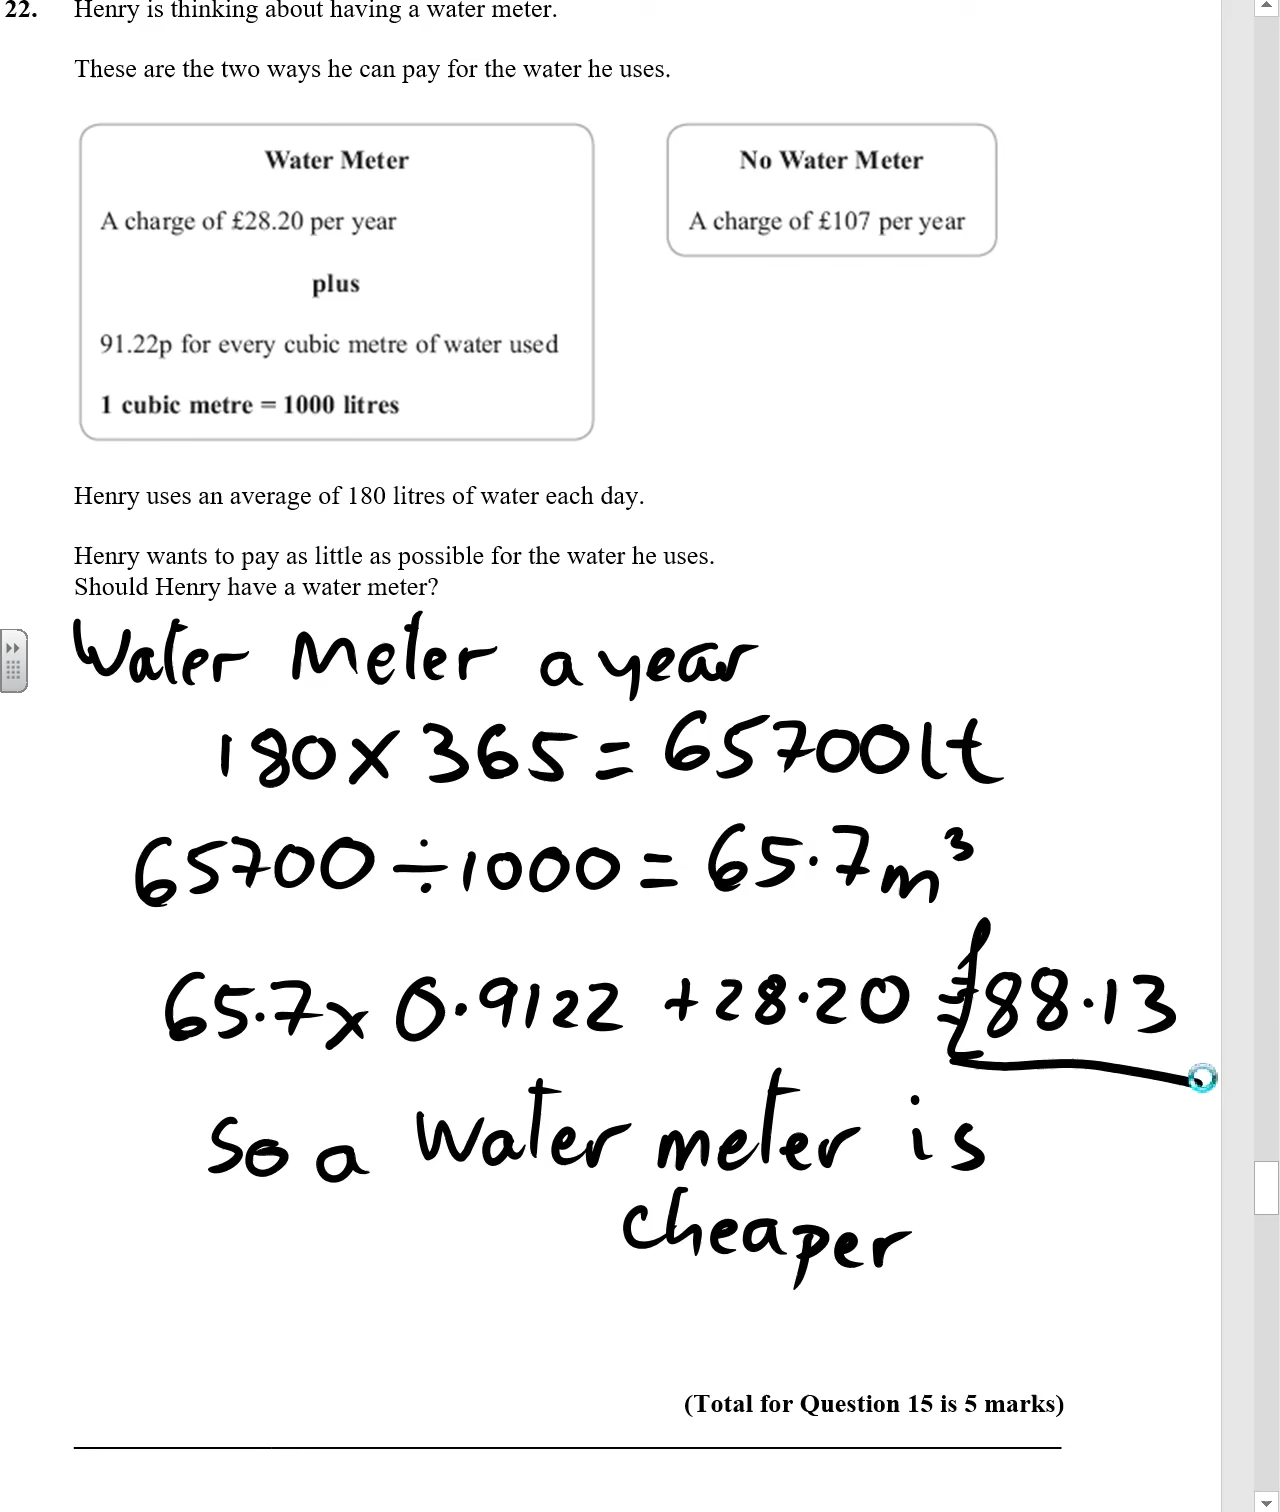 22. Henry is thinking about having a water meter.
These are the two ways he can pay for the water he uses.
Water Meter
A charge of £28.20 per year
plus
91.22p for every cubic metre of water used
1 cubic metre = 1000 litres
No Water Meter
A charge of £107 per year
Henry uses an average of 180 litres of water each day.
Henry wants to pay as little as possible for the water he uses.
Should Henry have a water meter?
Water Meter a year
180 × 365 = 65700 lt
65700 ÷ 1000 = 65.7 m³
65.7 × 0.9122 + 28.20 = £88.13
so a water meter is
cheaper
(Total for Question 15 is 5 marks)